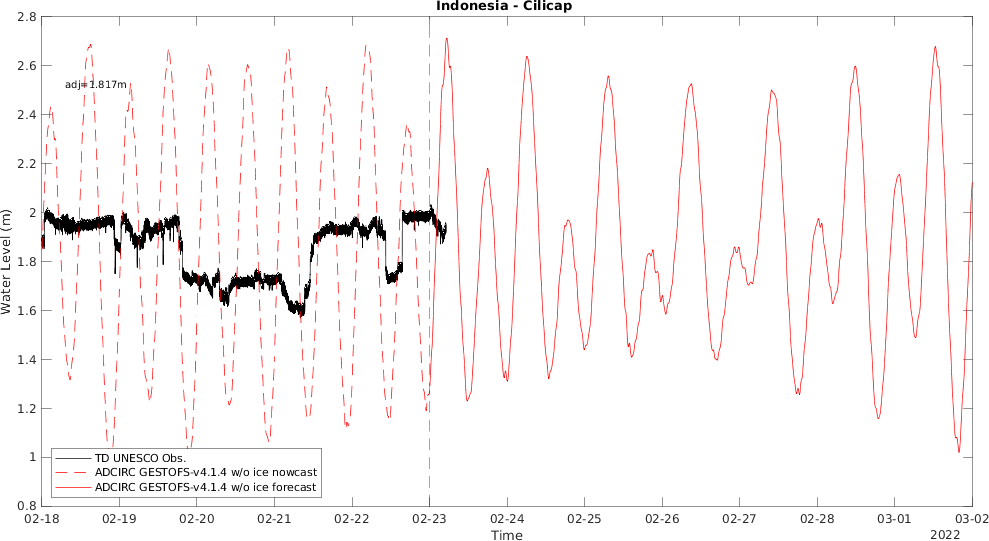 Indonesia - Cilicap
Water Level (m)
2.8
2.6
2.4
2.2
2
1.8
1.6
1.4
1.2
1
0.8
adj=1.817m
TD UNESCO Obs.
ADCIRC GESTOFS-v4.1.4 w/o ice nowcast
ADCIRC GESTOFS-v4.1.4 w/o ice forecast
02-18 02-19 02-20 02-21 02-22 02-23 02-24 02-25 02-26 02-27 02-28 03-01 03-02
Time
2022